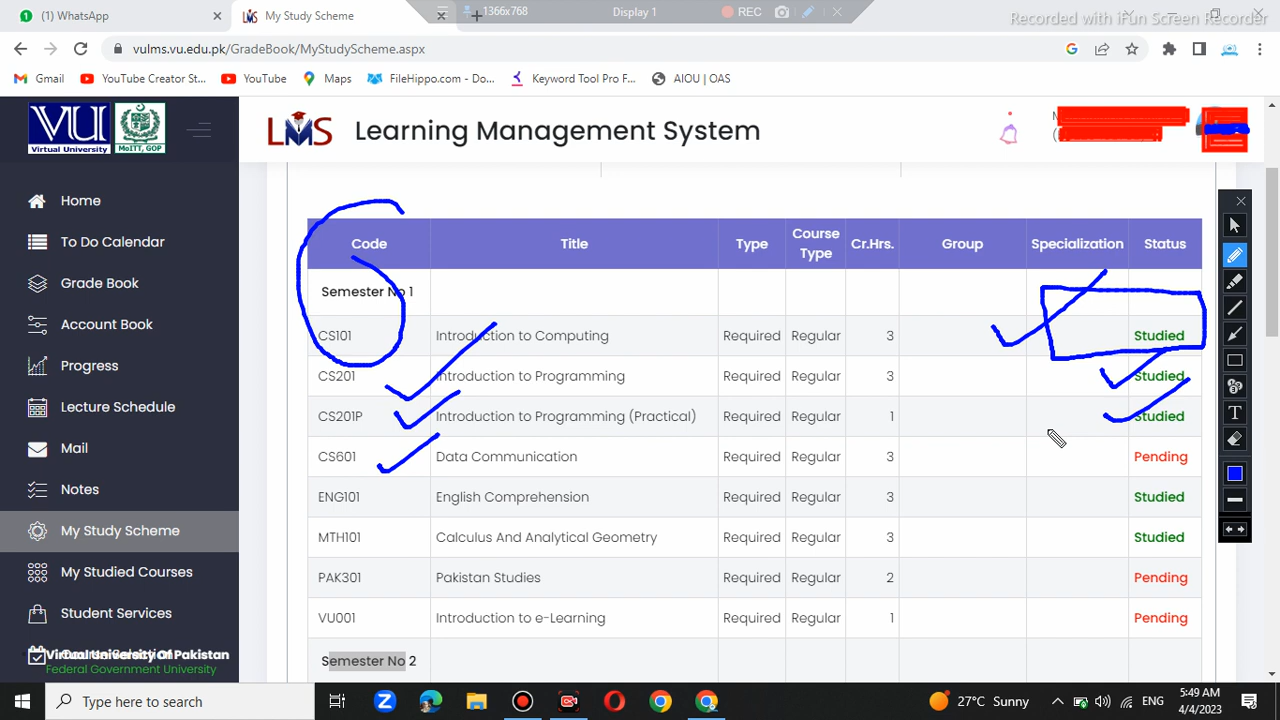 (1) WhatsApp
My Study Scheme
1366x768
Display 1
REC
Recorded with iFun Screen Recorder
vulms.vu.edu.pk/GradeBook/MyStudyScheme.aspx
Gmail
YouTube Creator St...
YouTube
Maps
FileHippo.com - Do...
Keyword Tool Pro F...
AIOU | OAS
VU
Virtual University
MoITT, GOP
LMS
Learning Management System
Home
To Do Calendar
Grade Book
Account Book
Progress
Lecture Schedule
Mail
Notes
My Study Scheme
My Studied Courses
Student Services
Virtual University Of Pakistan
Federal Government University
Code Title Type Course Type Cr.Hrs. Group Specialization Status
Semester No 1
CS101 Introduction to Computing Required Regular 3 Studied
CS201 Introduction to Programming Required Regular 3 Studied
CS201P Introduction to Programming (Practical) Required Regular 1 Studied
CS601 Data Communication Required Regular 3 Pending
ENG101 English Comprehension Required Regular 3 Studied
MTH101 Calculus And Analytical Geometry Required Regular 3 Studied
PAK301 Pakistan Studies Required Regular 2 Pending
VU001 Introduction to e-Learning Required Regular 1 Pending
Semester No 2
Type here to search
27°C Sunny
ENG
5:49 AM
4/4/2023